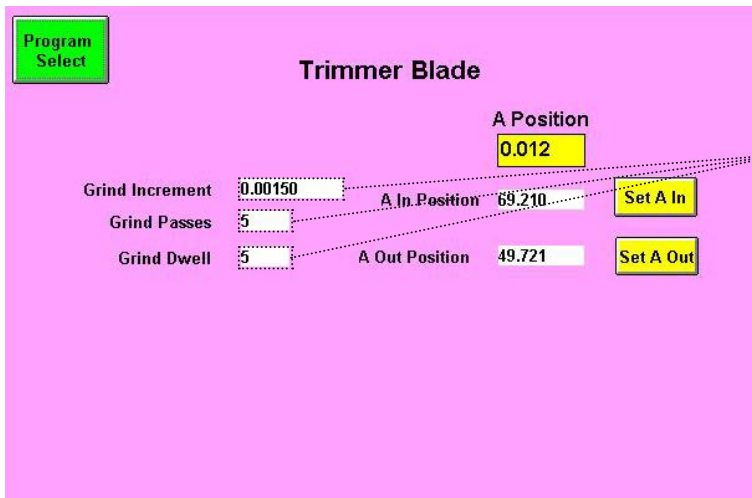 Program
Select
Trimmer Blade
A Position
0.012
Grind Increment 0.00150
A In Position 69.210 Set A In
Grind Passes 5
Grind Dwell 5 A Out Position 49.721 Set A Out